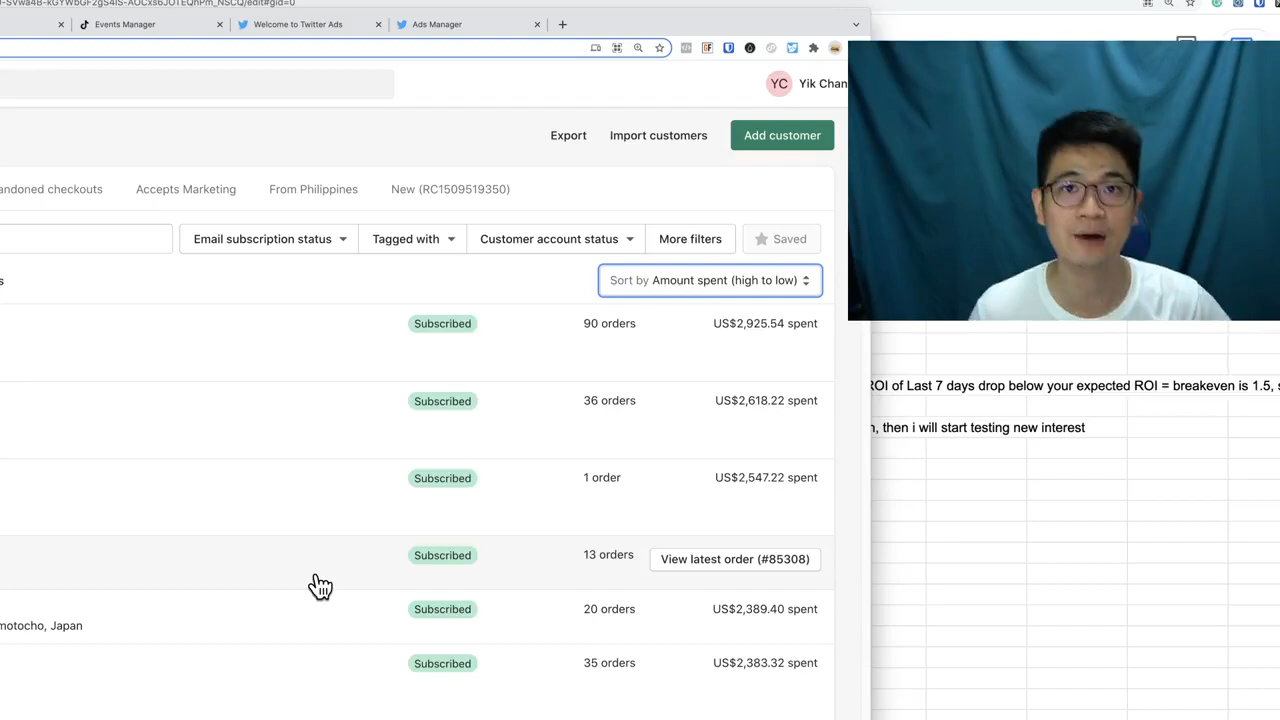 Events Manager
Welcome to Twitter Ads
Ads Manager
YC
Yik Chan
Export
Import customers
Add customer
andoned checkouts
Accepts Marketing
From Philippines
New (RC1509519350)
Email subscription status
Tagged with
Customer account status
More filters
Saved
s
Sort by Amount spent (high to low)
Subscribed 90 orders US$2,925.54 spent
Subscribed 36 orders US$2,618.22 spent
ROI of Last 7 days drop below your expected ROI = breakeven is 1.5, s
n, then i will start testing new interest
Subscribed 1 order US$2,547.22 spent
Subscribed 13 orders View latest order (#85308)
Subscribed 20 orders US$2,389.40 spent
motocho, Japan
Subscribed 35 orders US$2,383.32 spent